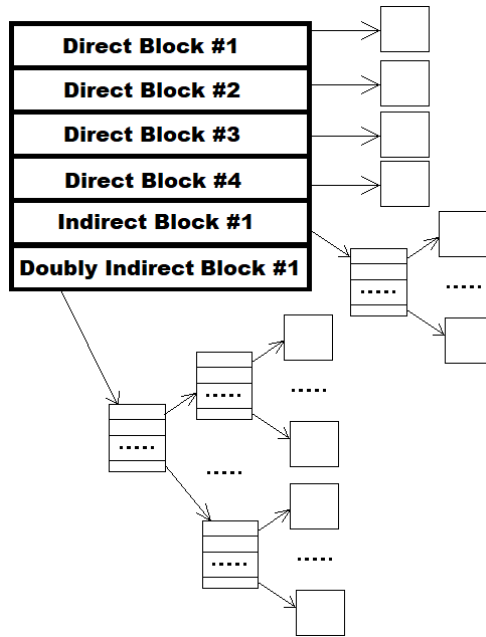 Direct Block #1
Direct Block #2
Direct Block #3
Direct Block #4
Indirect Block #1
Doubly Indirect Block #1